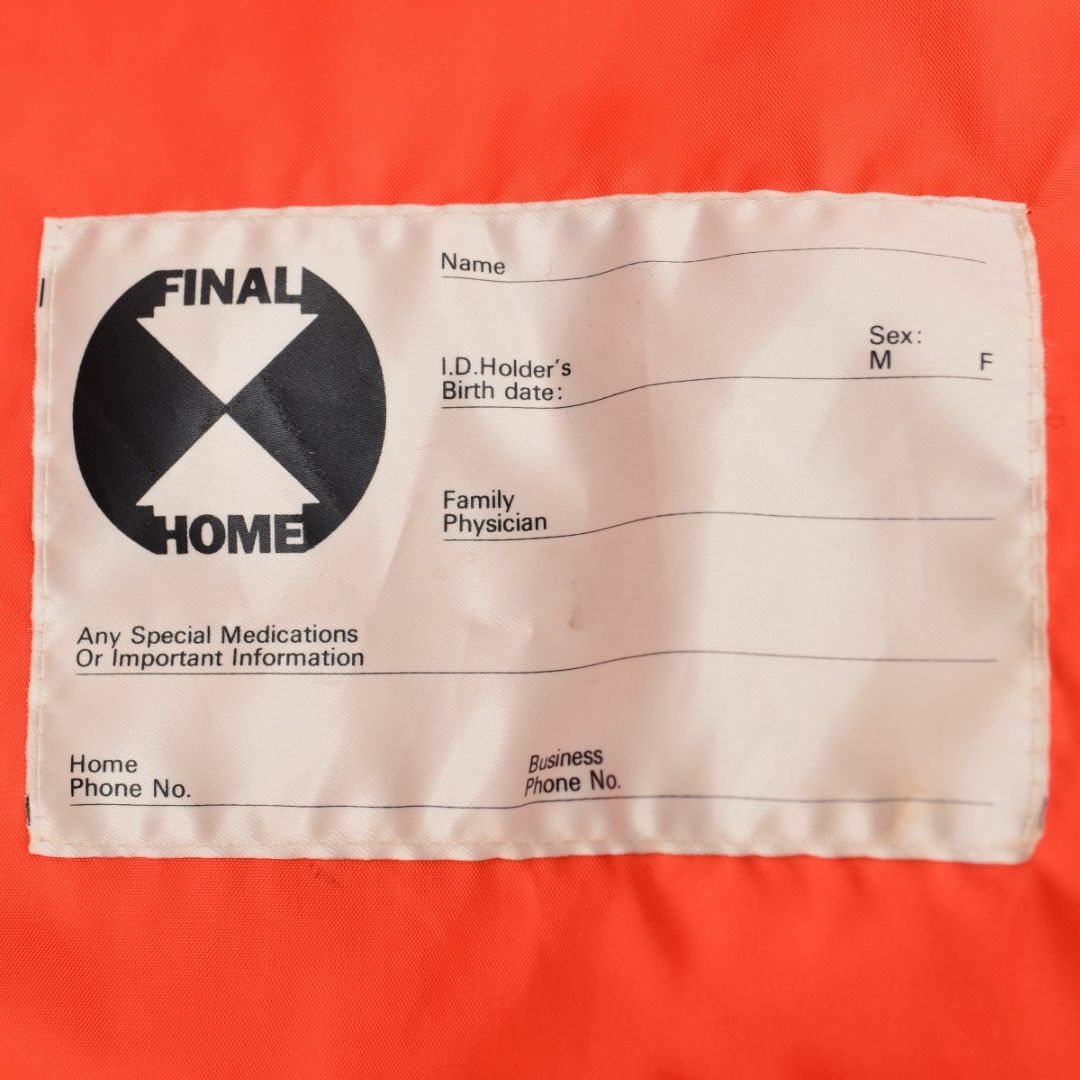 FINAL
HOME
Name
I.D.Holder's
Birth date:
Sex:
M F
Family
Physician
Any Special Medications
Or Important Information
Home
Phone No.
Business
Phone No.